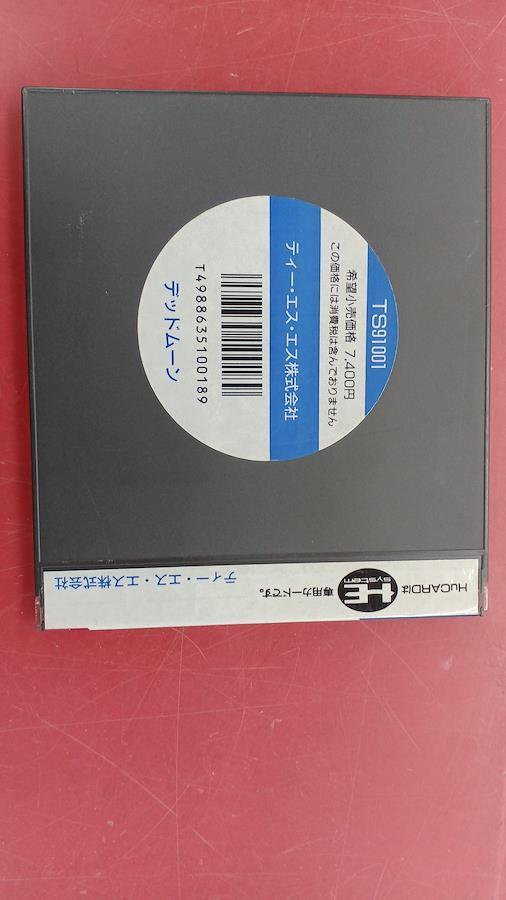 TS91001
希望小売価格 7,400円
この価格には消費税は含んでおりません
ティー・エス・エス株式会社
T4988635100189
デッドムーン
HuCARDは
HE
system
専用カードです。
ティー・エス・エス株式会社